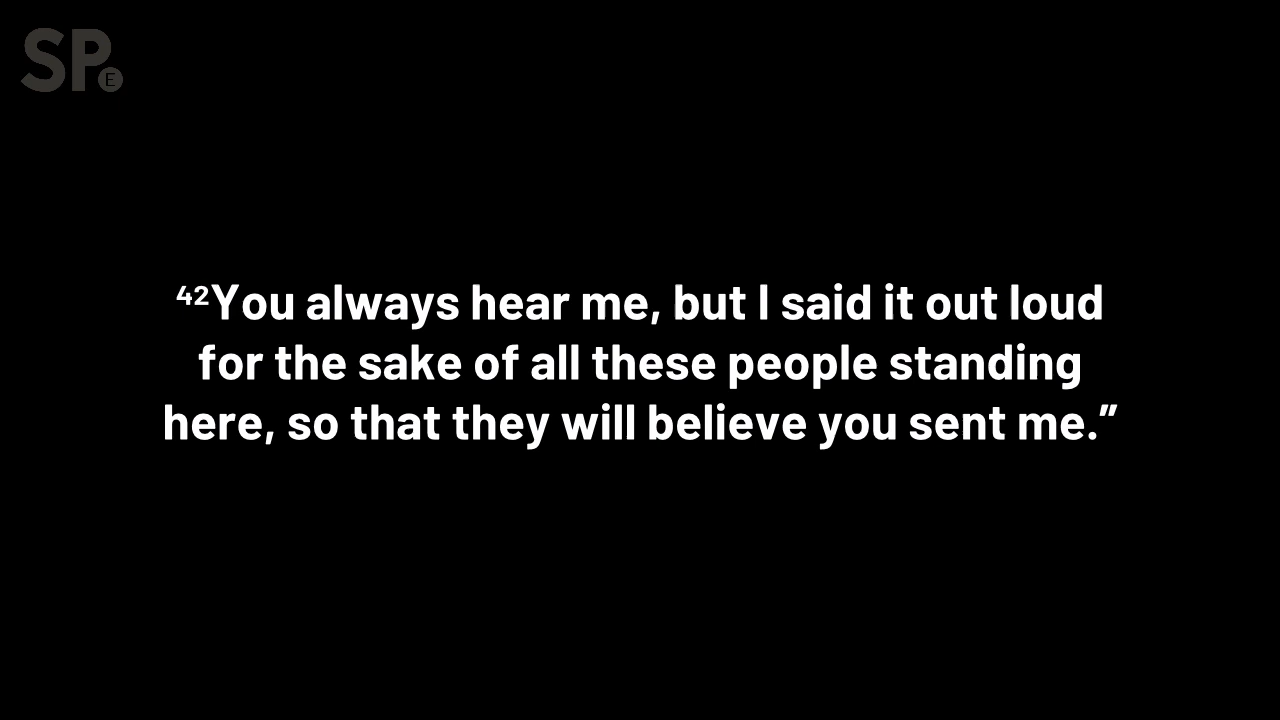 SP
E
⁴²You always hear me, but I said it out loud
for the sake of all these people standing
here, so that they will believe you sent me.”